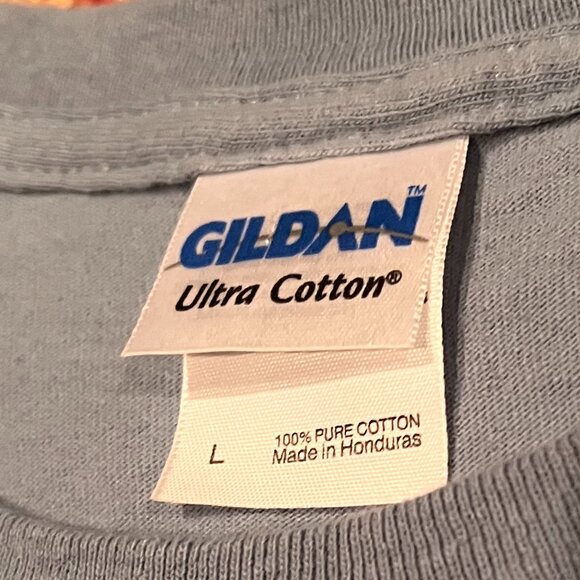 GILDAN™
Ultra Cotton®
L
100% PURE COTTON
Made in Honduras